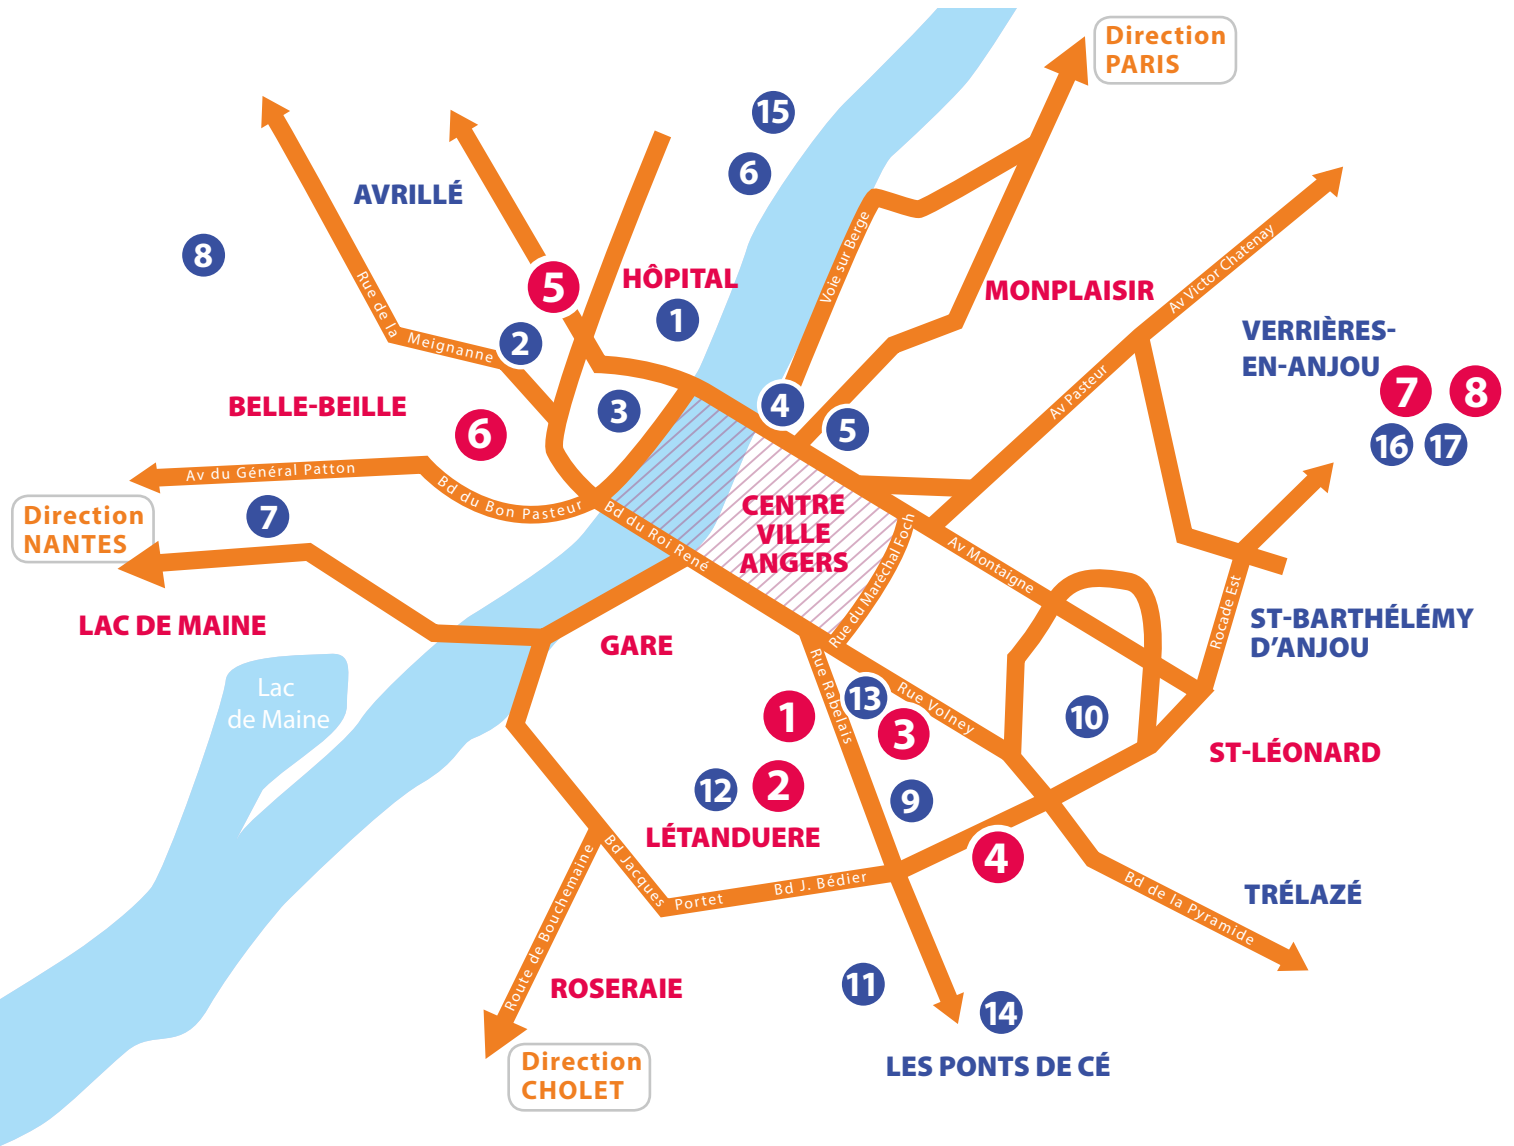 Direction
PARIS
15
6
AVRILLÉ
8
5
HÔPITAL
1
Voie sur Berge
MONPLAISIR
Av Victor Chatenay
Rue de la
Meignanne
2
VERRIÈRES-
EN-ANJOU
7
8
16
17
BELLE-BEILLE
6
3
4
5
Av Pasteur
Av du Général Patton
Bd du Bon Pasteur
Direction
NANTES
7
Bd du Roi René
CENTRE
VILLE
ANGERS
Rue du Maréchal Foch
Av Montaigne
Rocade Est
ST-BARTHÉLÉMY
D’ANJOU
LAC DE MAINE
GARE
Lac
de Maine
Rue Rabelais
13
Rue Volney
1
3
10
ST-LÉONARD
12
2
9
LÉTANDUERE
4
Bd Jacques
Portet
Bd J. Bédier
Bd de la Pyramide
TRÉLAZÉ
Route de Bouchemaine
ROSERAIE
11
14
LES PONTS DE CÉ
Direction
CHOLET